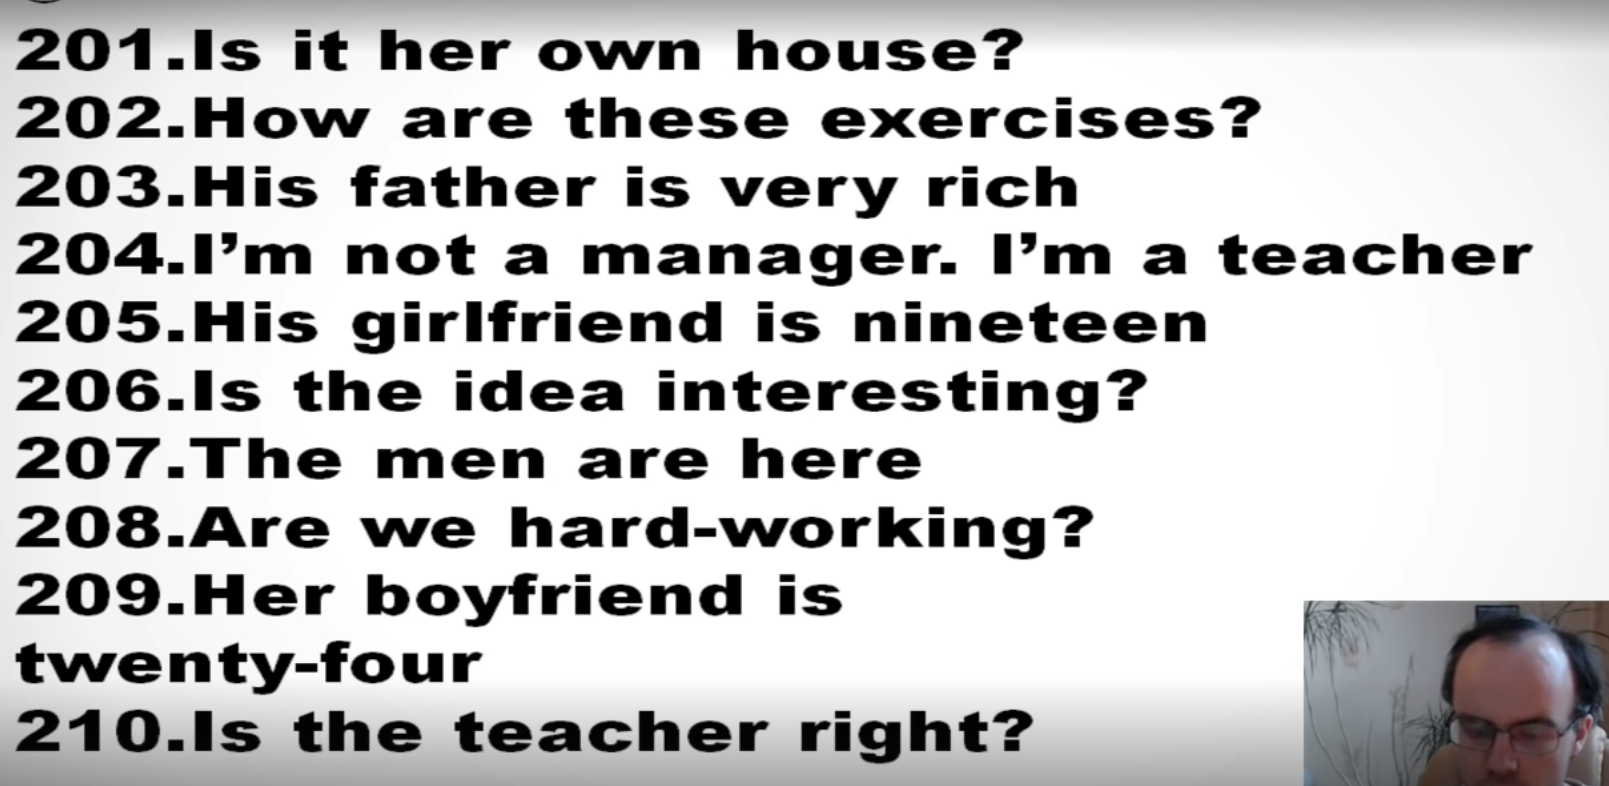 201.Is it her own house?
202.How are these exercises?
203.His father is very rich
204.I’m not a manager. I’m a teacher
205.His girlfriend is nineteen
206.Is the idea interesting?
207.The men are here
208.Are we hard-working?
209.Her boyfriend is
twenty-four
210.Is the teacher right?